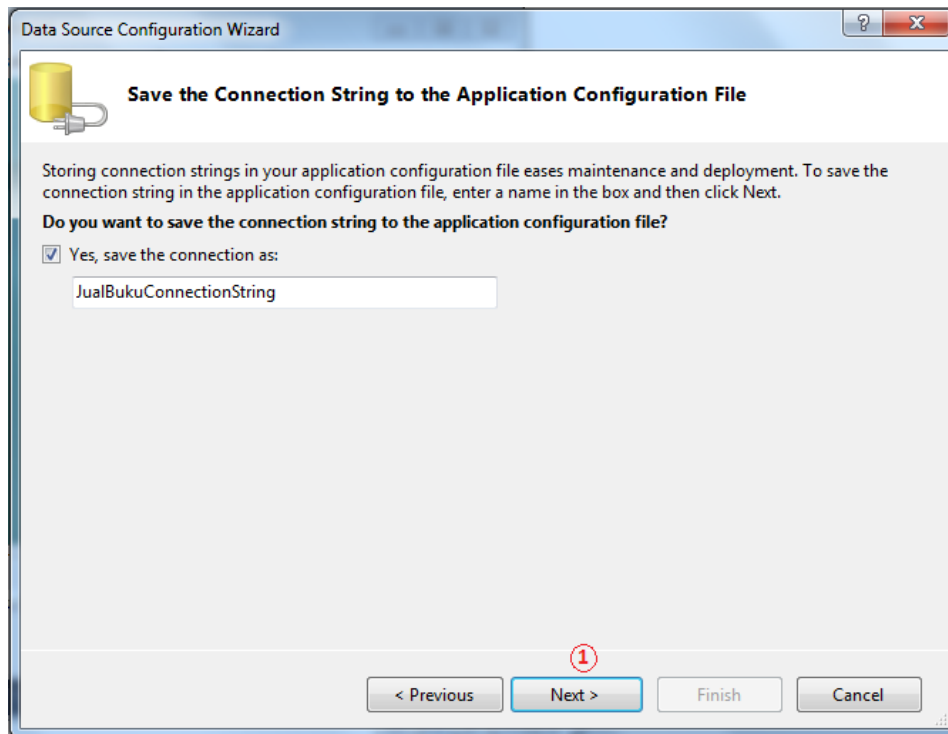 Data Source Configuration Wizard
?
Save the Connection String to the Application Configuration File
Storing connection strings in your application configuration file eases maintenance and deployment. To save the
connection string in the application configuration file, enter a name in the box and then click Next.
Do you want to save the connection string to the application configuration file?
Yes, save the connection as:
JualBukuConnectionString
1
< Previous
Next >
Finish
Cancel